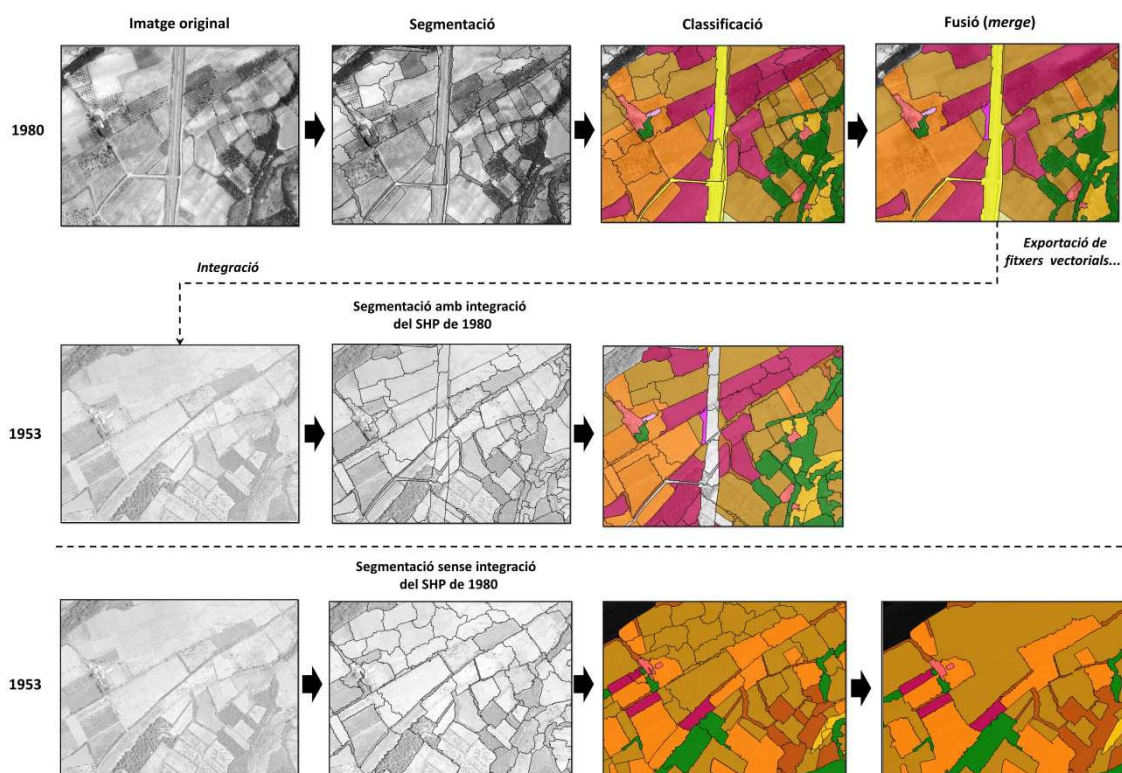 Imatge original
Segmentació
Classificació
Fusió (merge)
1980
Integració
Exportació de
fitxers vectorials...
Segmentació amb integració
del SHP de 1980
1953
Segmentació sense integració
del SHP de 1980
1953